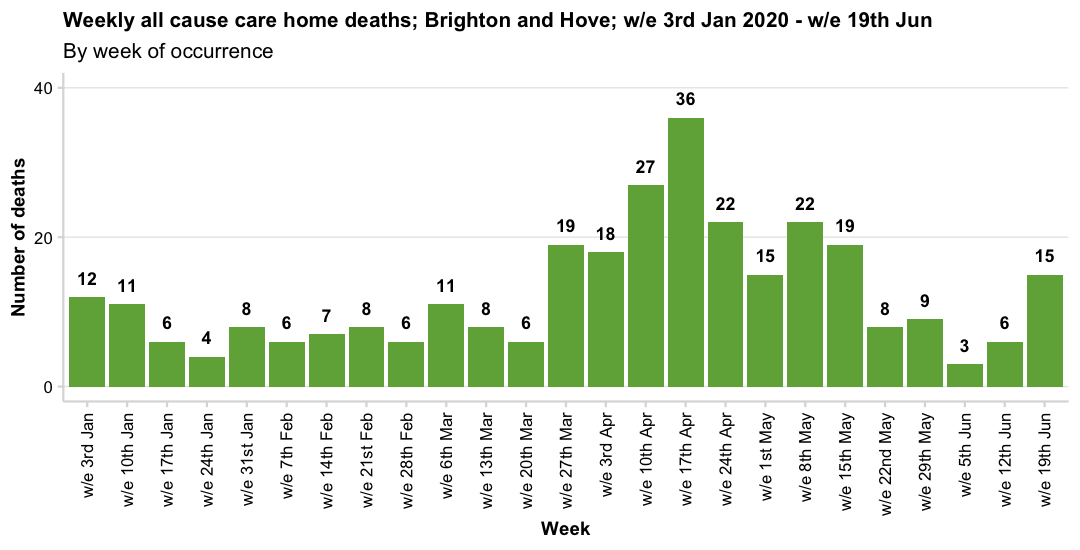 Weekly all cause care home deaths; Brighton and Hove; w/e 3rd Jan 2020 - w/e 19th Jun
By week of occurrence
Number of deaths
40
20
0
12
11
6
4
8
6
7
8
6
11
8
6
19
18
27
36
22
15
22
19
8
9
3
6
15
w/e 3rd Jan
w/e 10th Jan
w/e 17th Jan
w/e 24th Jan
w/e 31st Jan
w/e 7th Feb
w/e 14th Feb
w/e 21st Feb
w/e 28th Feb
w/e 6th Mar
w/e 13th Mar
w/e 20th Mar
w/e 27th Mar
w/e 3rd Apr
w/e 10th Apr
w/e 17th Apr
w/e 24th Apr
w/e 1st May
w/e 8th May
w/e 15th May
w/e 22nd May
w/e 29th May
w/e 5th Jun
w/e 12th Jun
w/e 19th Jun
Week